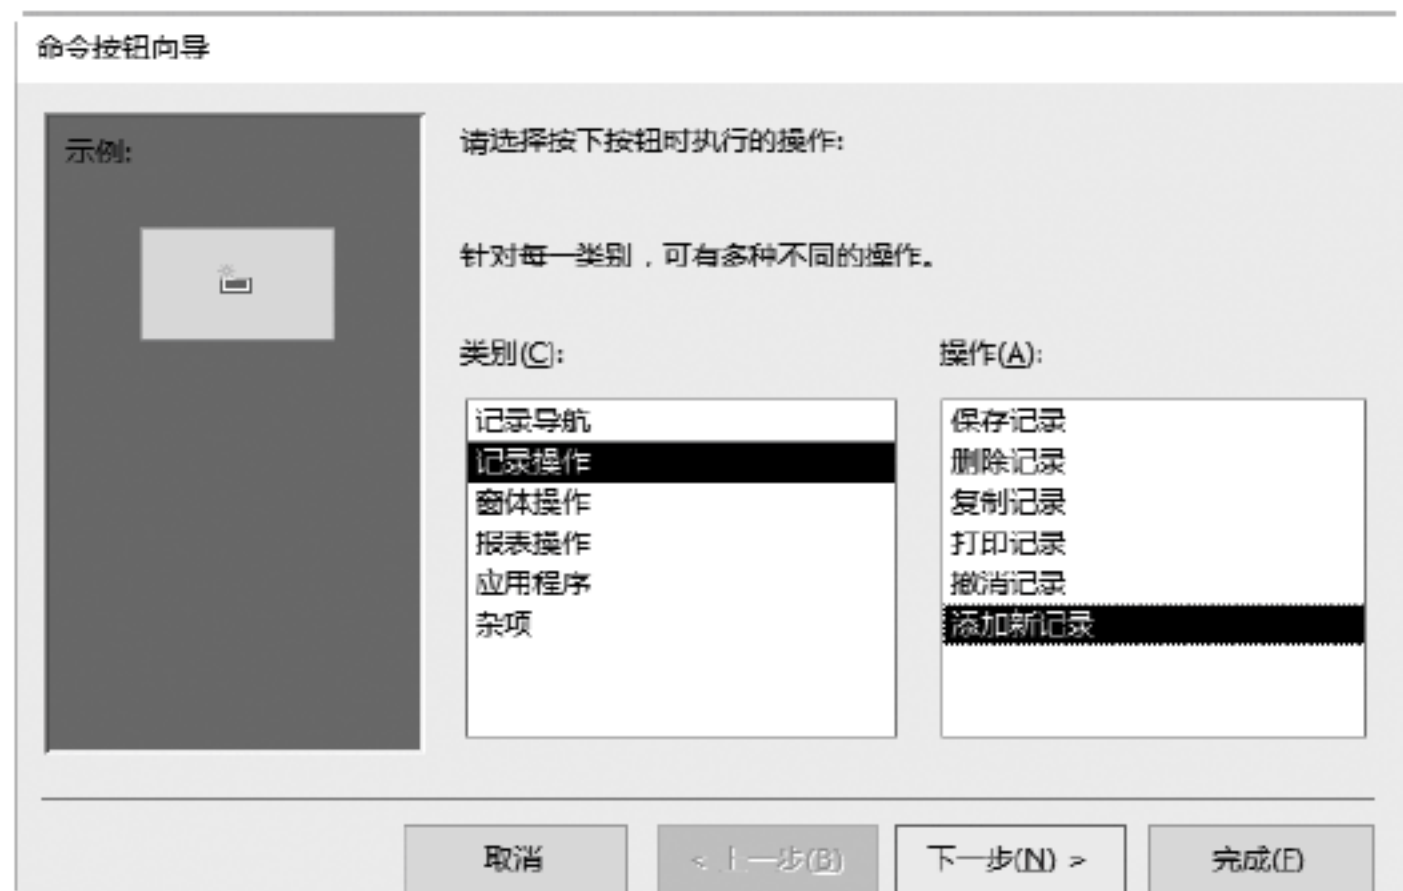 命令按钮向导
示例:
请选择按下按钮时执行的操作:
针对每一类别，可有多种不同的操作。
类别(C):
记录导航
记录操作
窗体操作
报表操作
应用程序
杂项
操作(A):
保存记录
删除记录
复制记录
打印记录
撤消记录
添加新记录
取消
< 上一步(B)
下一步(N) >
完成(F)